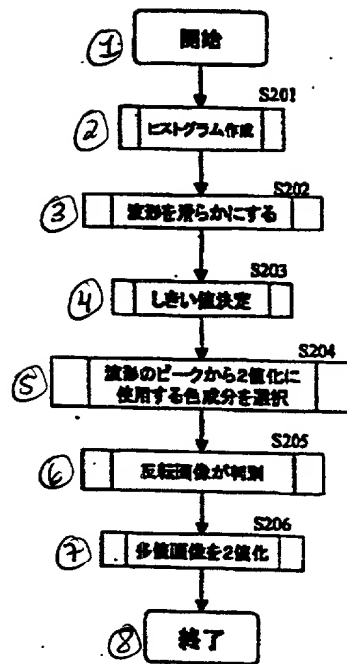 ① 開始
S201
② ヒストグラム作成
S202
③ 波形を滑らかにする
S203
④ しきい値決定
S204
⑤ 波形のピークから2値化に
使用する色成分を選択
S205
⑥ 反転画像か判別
S206
⑦ 多値画像を2値化
⑧ 終了